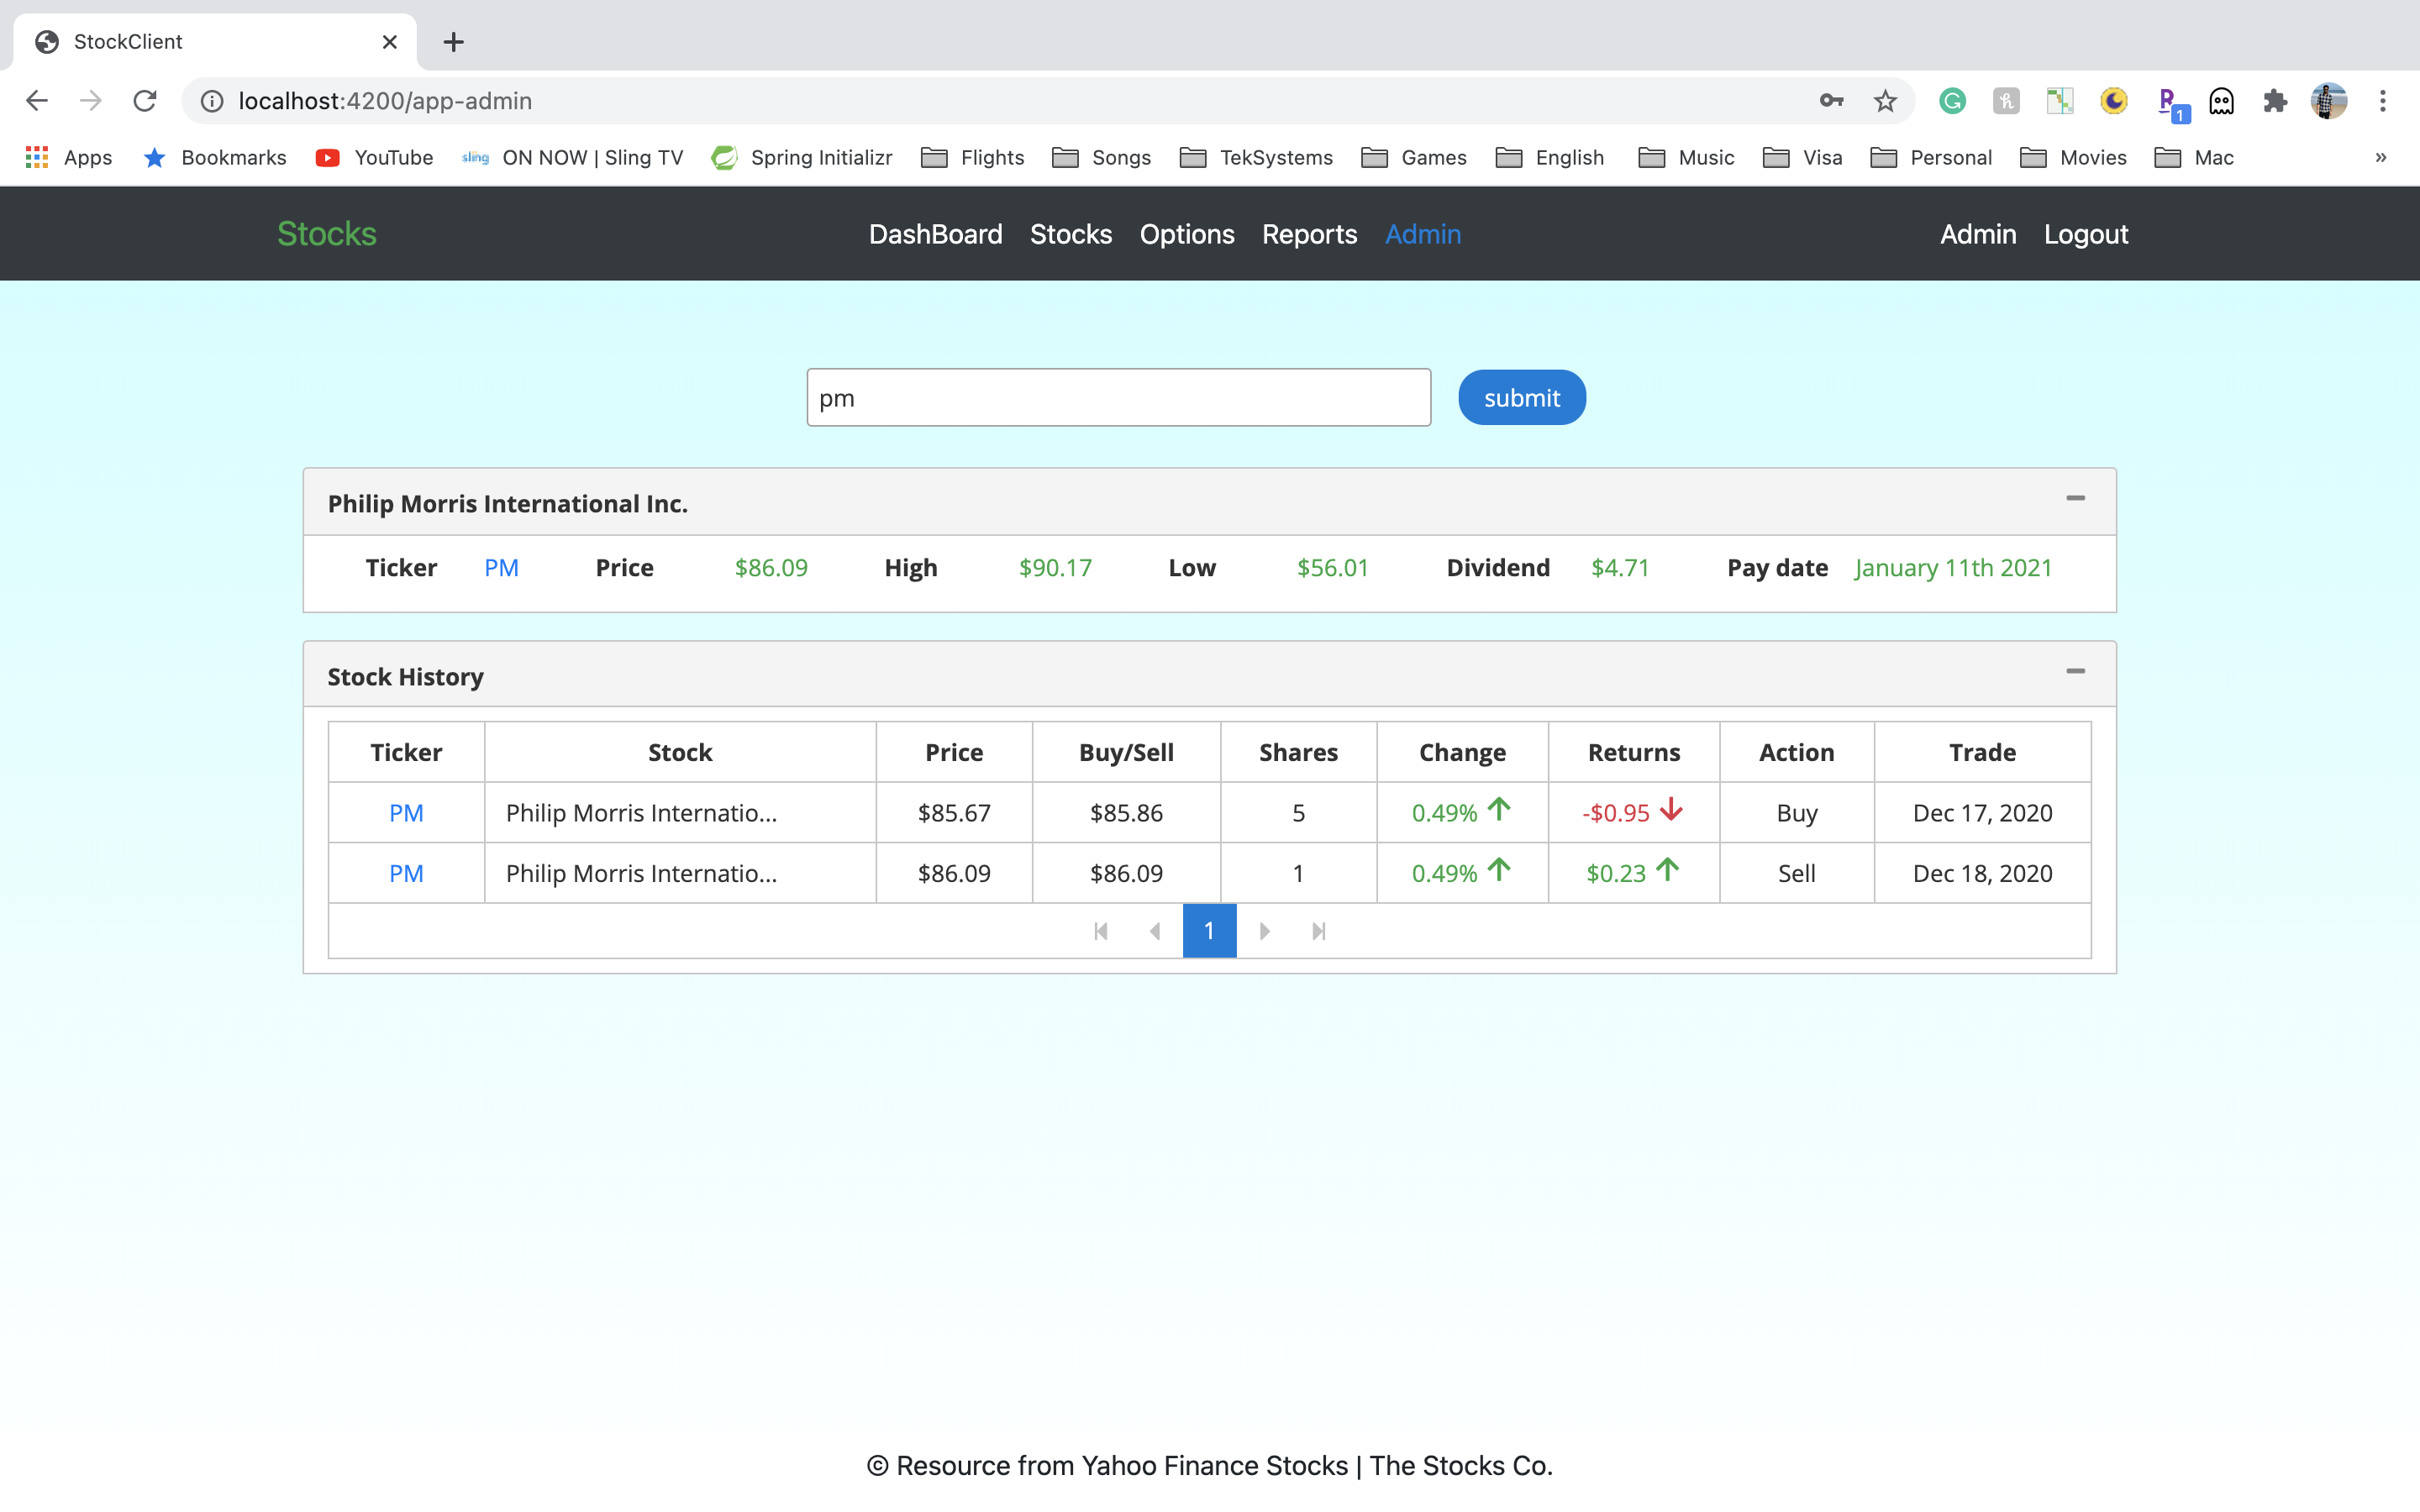 StockClient
localhost:4200/app-admin
1
Apps Bookmarks YouTube sling ON NOW | Sling TV Spring Initializr Flights Songs TekSystems Games English Music Visa Personal Movies Mac »
Stocks DashBoard Stocks Options Reports Admin Admin Logout
pm submit
Philip Morris International Inc.
Ticker PM Price $86.09 High $90.17 Low $56.01 Dividend $4.71 Pay date January 11th 2021
Stock History
Ticker Stock Price Buy/Sell Shares Change Returns Action Trade
PM Philip Morris Internatio... $85.67 $85.86 5 0.49% -$0.95 Buy Dec 17, 2020
PM Philip Morris Internatio... $86.09 $86.09 1 0.49% $0.23 Sell Dec 18, 2020
1
© Resource from Yahoo Finance Stocks | The Stocks Co.